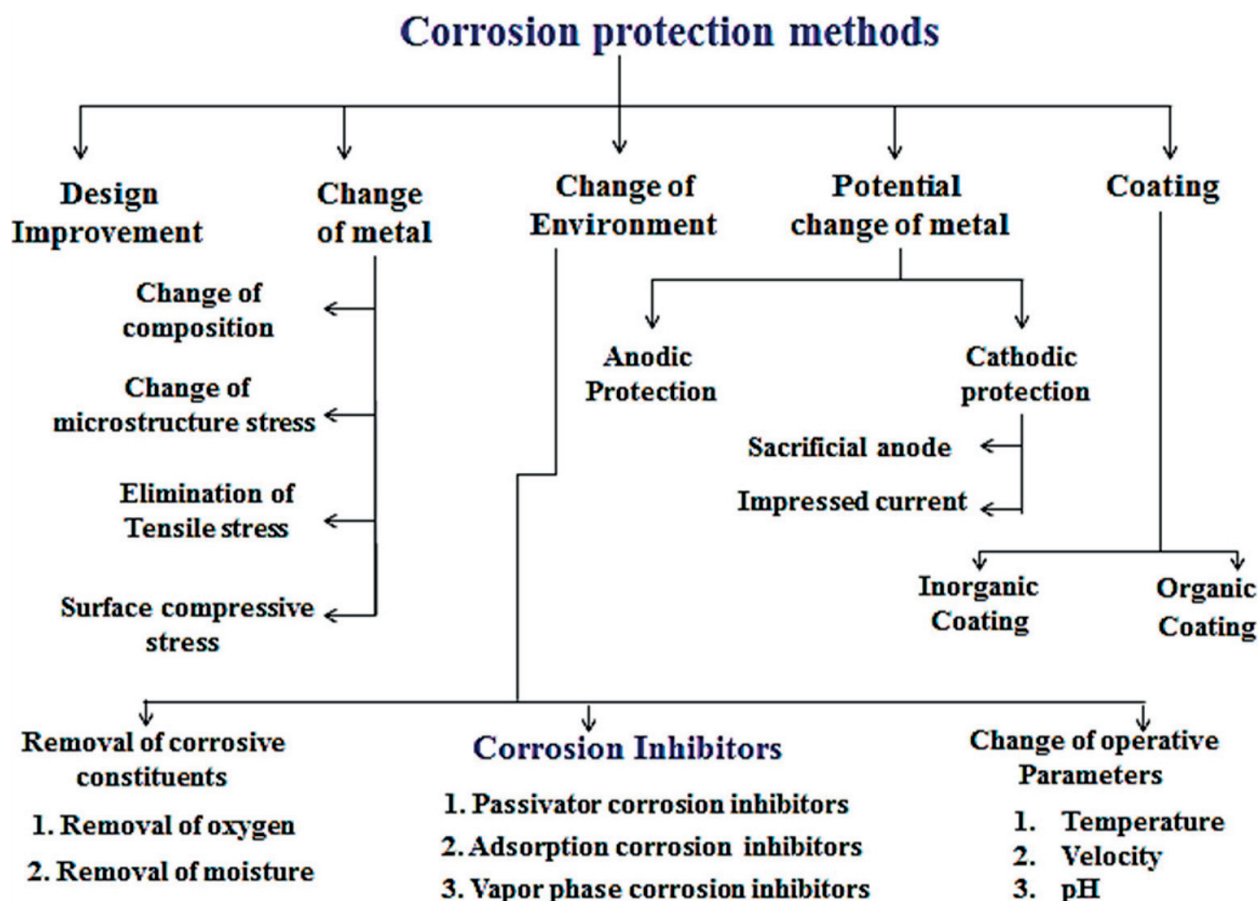 Corrosion protection methods
Design
Improvement
Change
of metal
Change of
Environment
Potential
change of metal
Coating
Change of
composition
Change of
microstructure stress
Elimination of
Tensile stress
Surface compressive
stress
Anodic
Protection
Cathodic
protection
Sacrificial anode
Impressed current
Inorganic
Coating
Organic
Coating
Removal of corrosive
constituents
1. Removal of oxygen
2. Removal of moisture
Corrosion Inhibitors
1. Passivator corrosion inhibitors
2. Adsorption corrosion inhibitors
3. Vapor phase corrosion inhibitors
Change of operative
Parameters
1. Temperature
2. Velocity
3. pH